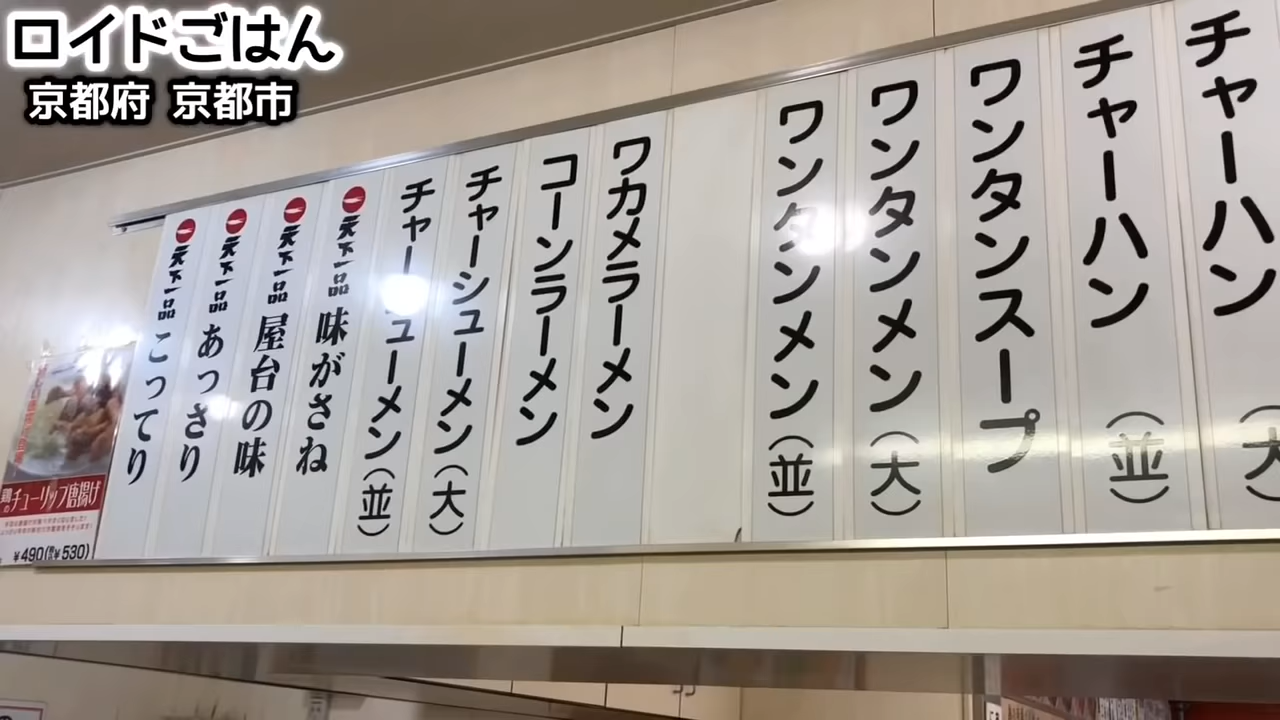 ロイドごはん
京都府 京都市
天下一品 こってり
天下一品 あっさり
天下一品 屋台の味
天下一品 味がさね
チャーシューメン(並)
チャーシューメン(大)
コーンラーメン
ワカメラーメン
ワンタンメン(並)
ワンタンメン(大)
ワンタンスープ
チャーハン(並)
チャーハン(大
鶏のチューリップ唐揚げ
¥490(税込¥530)